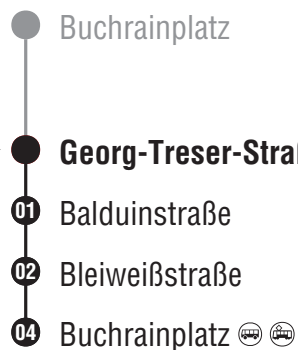 Buchrainplatz
Georg-Treser-Stra
01 Balduinstraße
02 Bleiweißstraße
04 Buchrainplatz